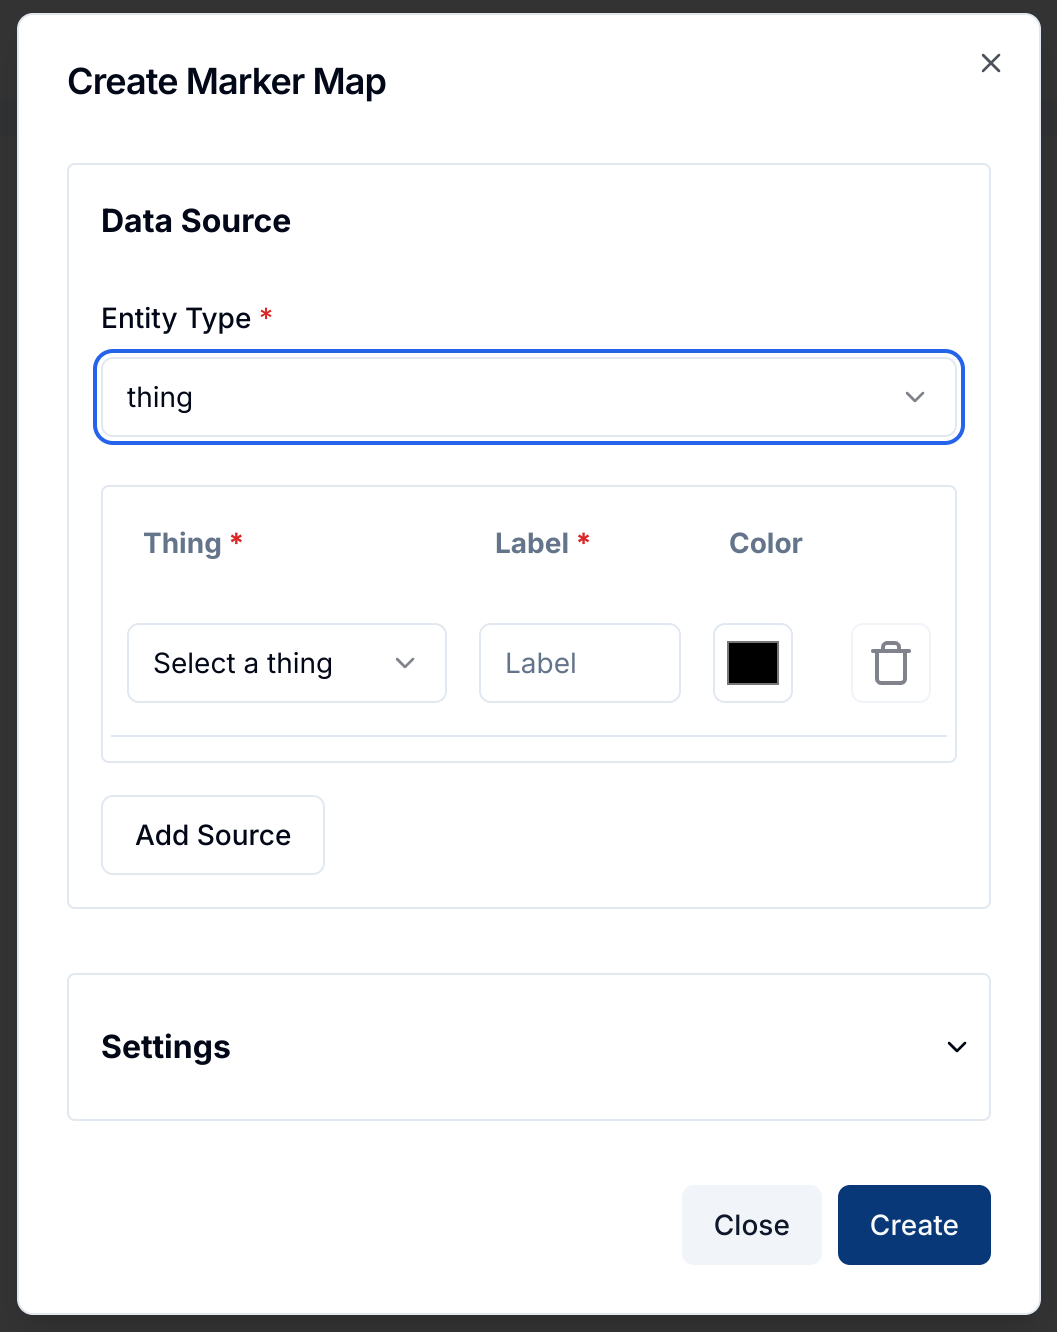 Create Marker Map
Data Source
Entity Type *
thing
Thing * Label * Color
Select a thing Label
Add Source
Settings
Close Create